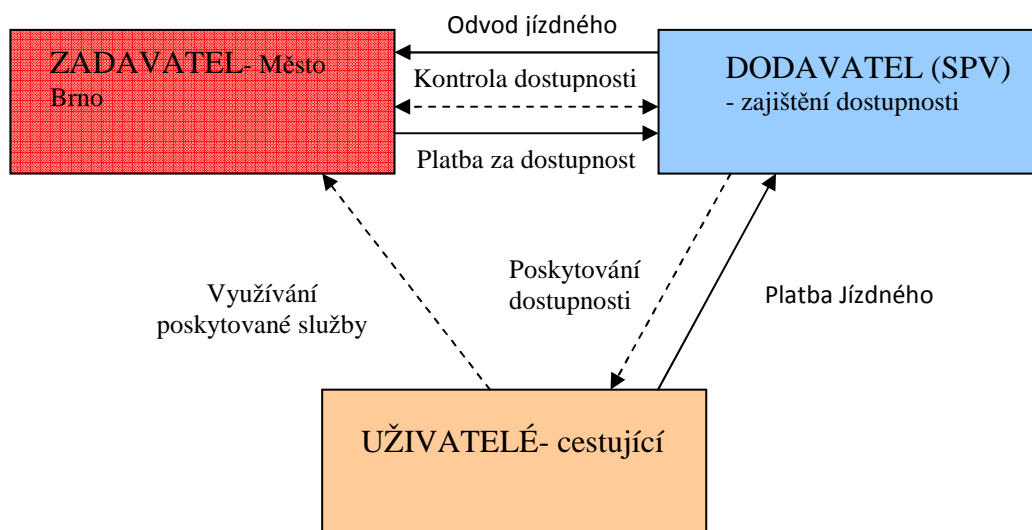 Odvod jízdného
ZADAVATEL- Město
Brno
Kontrola dostupnosti
DODAVATEL (SPV)
- zajištění dostupnosti
Platba za dostupnost
Využívání
poskytované služby
Poskytování
dostupnosti
Platba Jízdného
UŽIVATELÉ- cestující